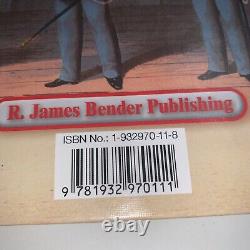 R. James Bender Publishing
ISBN No.: 1-932970-11-8
9 781932 970111